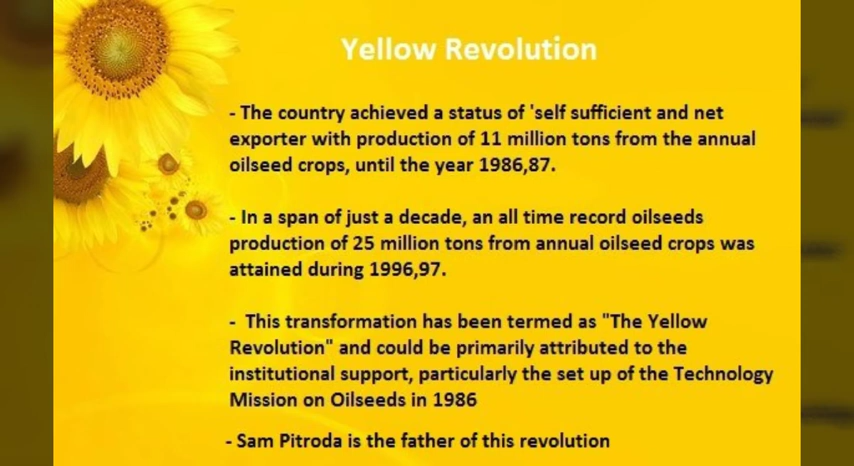 Yellow Revolution
- The country achieved a status of 'self sufficient and net
exporter with production of 11 million tons from the annual
oilseed crops, until the year 1986,87.
- In a span of just a decade, an all time record oilseeds
production of 25 million tons from annual oilseed crops was
attained during 1996,97.
- This transformation has been termed as "The Yellow
Revolution" and could be primarily attributed to the
institutional support, particularly the set up of the Technology
Mission on Oilseeds in 1986
- Sam Pitroda is the father of this revolution